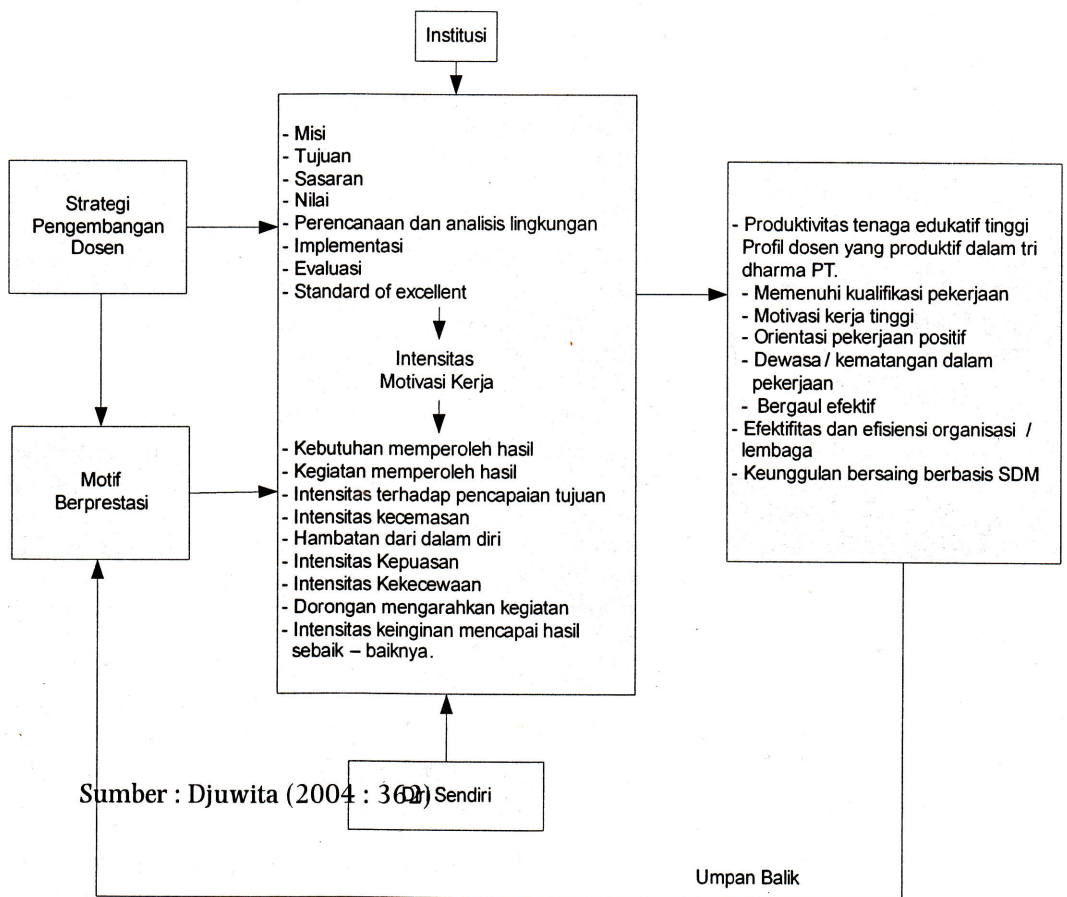 Institusi
Strategi
Pengembangan
Dosen
Motif
Berprestasi
- Misi
- Tujuan
- Sasaran
- Nilai
- Perencanaan dan analisis lingkungan
- Implementasi
- Evaluasi
- Standard of excellent
Intensitas
Motivasi Kerja
- Kebutuhan memperoleh hasil
- Kegiatan memperoleh hasil
- Intensitas terhadap pencapaian tujuan
- Intensitas kecemasan
- Hambatan dari dalam diri
- Intensitas Kepuasan
- Intensitas Kekecewaan
- Dorongan mengarahkan kegiatan
- Intensitas keinginan mencapai hasil
sebaik – baiknya.
- Produktivitas tenaga edukatif tinggi
Profil dosen yang produktif dalam tri
dharma PT.
- Memenuhi kualifikasi pekerjaan
- Motivasi kerja tinggi
- Orientasi pekerjaan positif
- Dewasa / kematangan dalam
pekerjaan
- Bergaul efektif
- Efektifitas dan efisiensi organisasi /
lembaga
- Keunggulan bersaing berbasis SDM
Sumber : Djuwita (2004 : 362)
Diri Sendiri
Umpan Balik